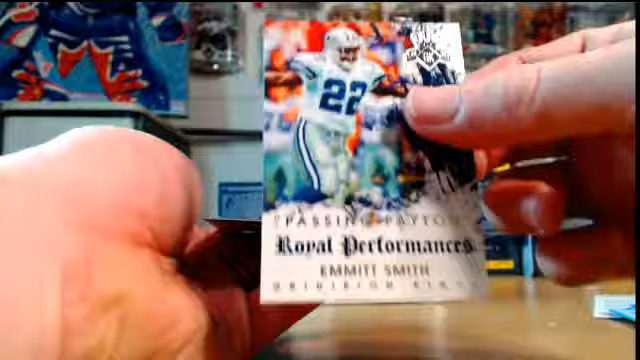 22
PASSING PAYTON
Royal Performances
EMMITT SMITH
GRIDIRON KINGS